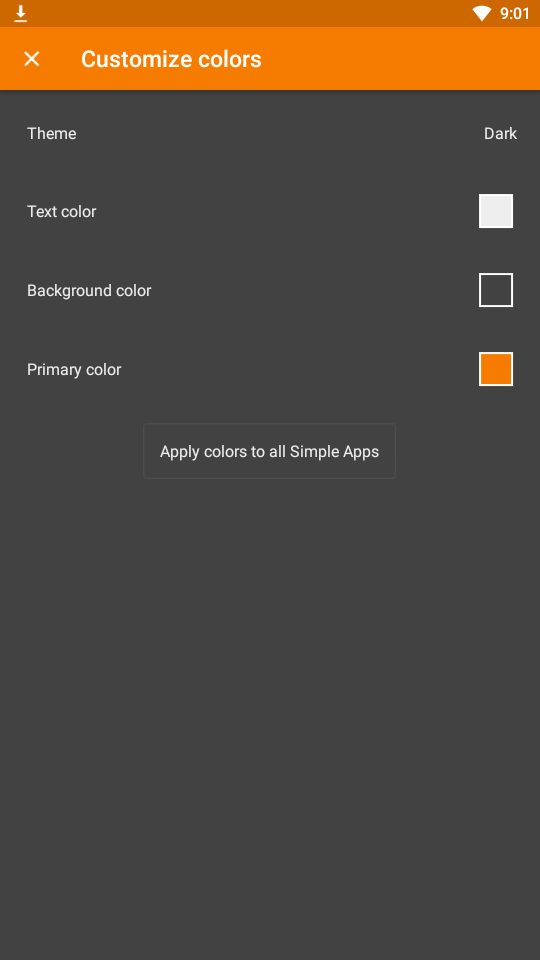 9:01
Customize colors
Theme Dark
Text color
Background color
Primary color
Apply colors to all Simple Apps